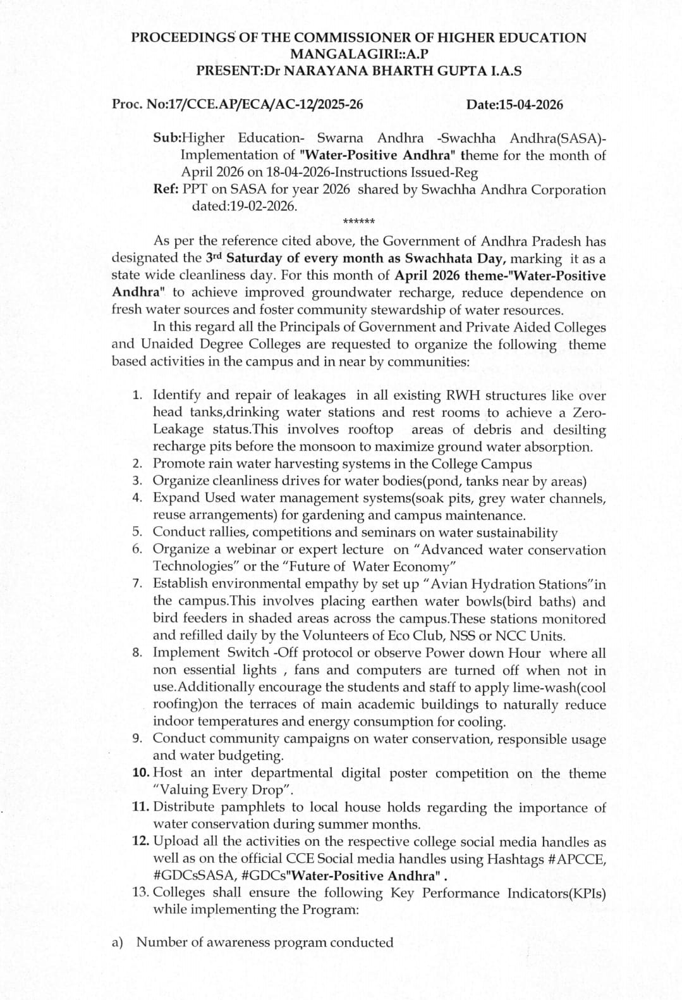 PROCEEDINGS OF THE COMMISSIONER OF HIGHER EDUCATION
MANGALAGIRI::A.P
PRESENT:Dr NARAYANA BHARTH GUPTA I.A.S
Proc. No:17/CCE.AP/ECA/AC-12/2025-26 Date:15-04-2026
Sub:Higher Education- Swarna Andhra -Swachha Andhra(SASA)-
Implementation of "Water-Positive Andhra" theme for the month of
April 2026 on 18-04-2026-Instructions Issued-Reg
Ref: PPT on SASA for year 2026 shared by Swachha Andhra Corporation
dated:19-02-2026.
******
As per the reference cited above, the Government of Andhra Pradesh has
designated the 3rd Saturday of every month as Swachhata Day, marking it as a
state wide cleanliness day. For this month of April 2026 theme-"Water-Positive
Andhra" to achieve improved groundwater recharge, reduce dependence on
fresh water sources and foster community stewardship of water resources.
In this regard all the Principals of Government and Private Aided Colleges
and Unaided Degree Colleges are requested to organize the following theme
based activities in the campus and in near by communities:
1. Identify and repair of leakages in all existing RWH structures like over
head tanks,drinking water stations and rest rooms to achieve a Zero-
Leakage status.This involves rooftop areas of debris and desilting
recharge pits before the monsoon to maximize ground water absorption.
2. Promote rain water harvesting systems in the College Campus
3. Organize cleanliness drives for water bodies(pond, tanks near by areas)
4. Expand Used water management systems(soak pits, grey water channels,
reuse arrangements) for gardening and campus maintenance.
5. Conduct rallies, competitions and seminars on water sustainability
6. Organize a webinar or expert lecture on “Advanced water conservation
Technologies” or the “Future of Water Economy”
7. Establish environmental empathy by set up “Avian Hydration Stations”in
the campus.This involves placing earthen water bowls(bird baths) and
bird feeders in shaded areas across the campus.These stations monitored
and refilled daily by the Volunteers of Eco Club, NSS or NCC Units.
8. Implement Switch -Off protocol or observe Power down Hour where all
non essential lights , fans and computers are turned off when not in
use.Additionally encourage the students and staff to apply lime-wash(cool
roofing)on the terraces of main academic buildings to naturally reduce
indoor temperatures and energy consumption for cooling.
9. Conduct community campaigns on water conservation, responsible usage
and water budgeting.
10. Host an inter departmental digital poster competition on the theme
“Valuing Every Drop”.
11. Distribute pamphlets to local house holds regarding the importance of
water conservation during summer months.
12. Upload all the activities on the respective college social media handles as
well as on the official CCE Social media handles using Hashtags #APCCE,
#GDCsSASA, #GDCs"Water-Positive Andhra" .
13. Colleges shall ensure the following Key Performance Indicators(KPIs)
while implementing the Program:
a) Number of awareness program conducted